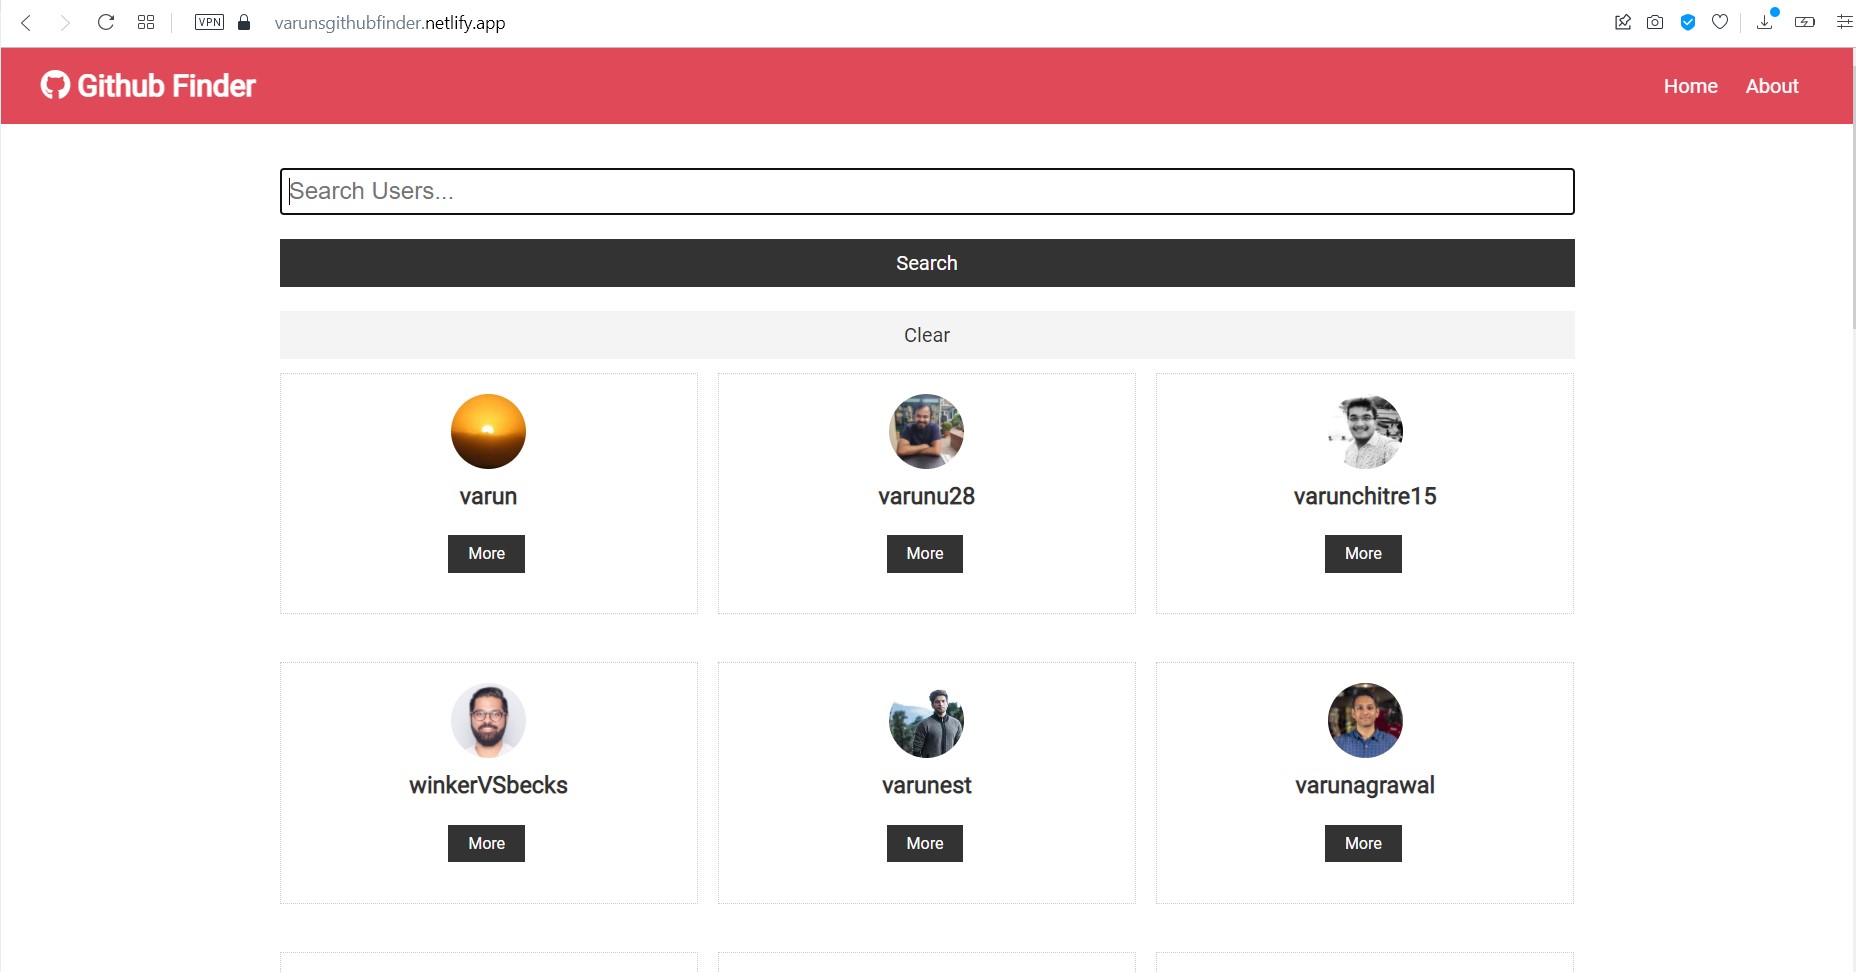 VPN varunsgithubfinder.netlify.app
Github Finder Home About
Search Users...
Search
Clear
varun varunu28 varunchitre15
More More More
winkerVSbecks varunest varunagrawal
More More More